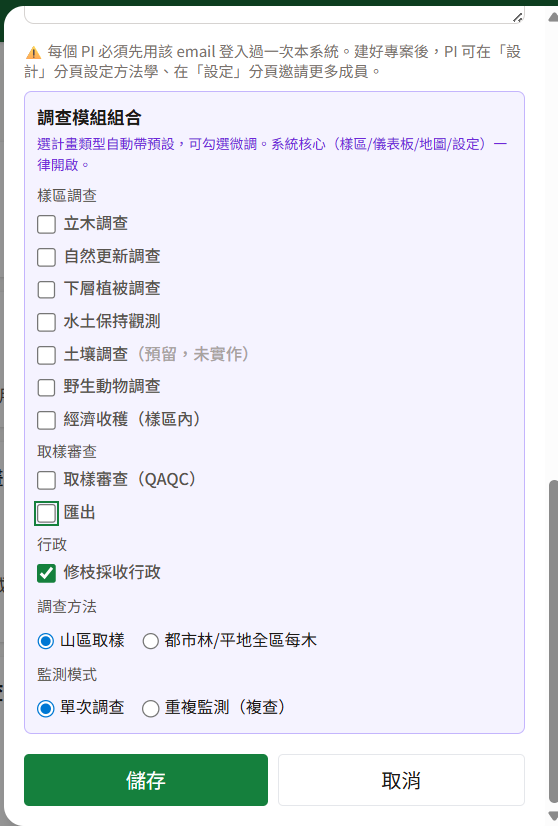 ⚠️ 每個 PI 必須先用該 email 登入過一次本系統。建好專案後，PI 可在「設
計」分頁設定方法學、在「設定」分頁邀請更多成員。
調查模組組合
選計畫類型自動帶預設，可勾選微調。系統核心（樣區/儀表板/地圖/設定）一
律開啟。
樣區調查
立木調查
自然更新調查
下層植被調查
水土保持觀測
土壤調查（預留，未實作）
野生動物調查
經濟收穫（樣區內）
取樣審查
取樣審查（QAQC）
匯出
行政
修枝採收行政
調查方法
山區取樣 都市林/平地全區每木
監測模式
單次調查 重複監測（複查）
儲存 取消